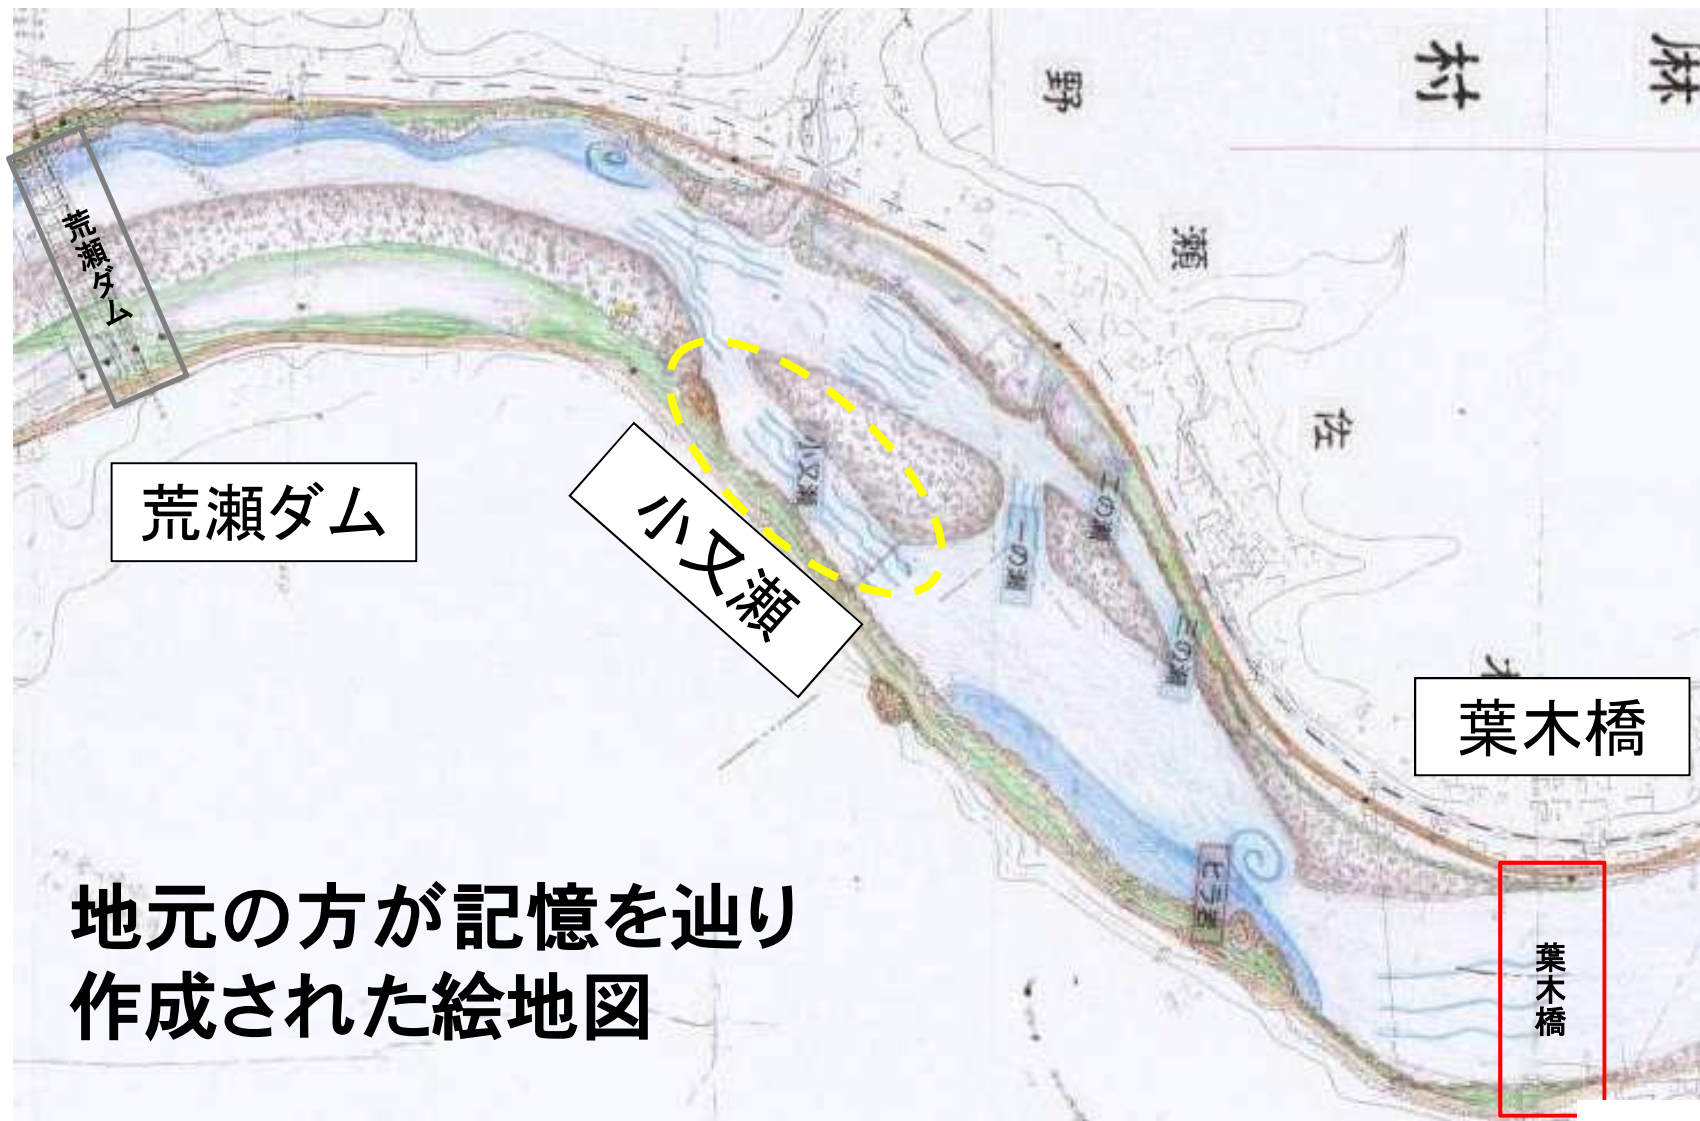 麻
村
野
瀬
佐
荒瀬ダム
荒瀬ダム
小又瀬
小又瀬
一の瀬
二の瀬
二の瀬
葉木橋
葉木橋
地元の方が記憶を辿り
作成された絵地図